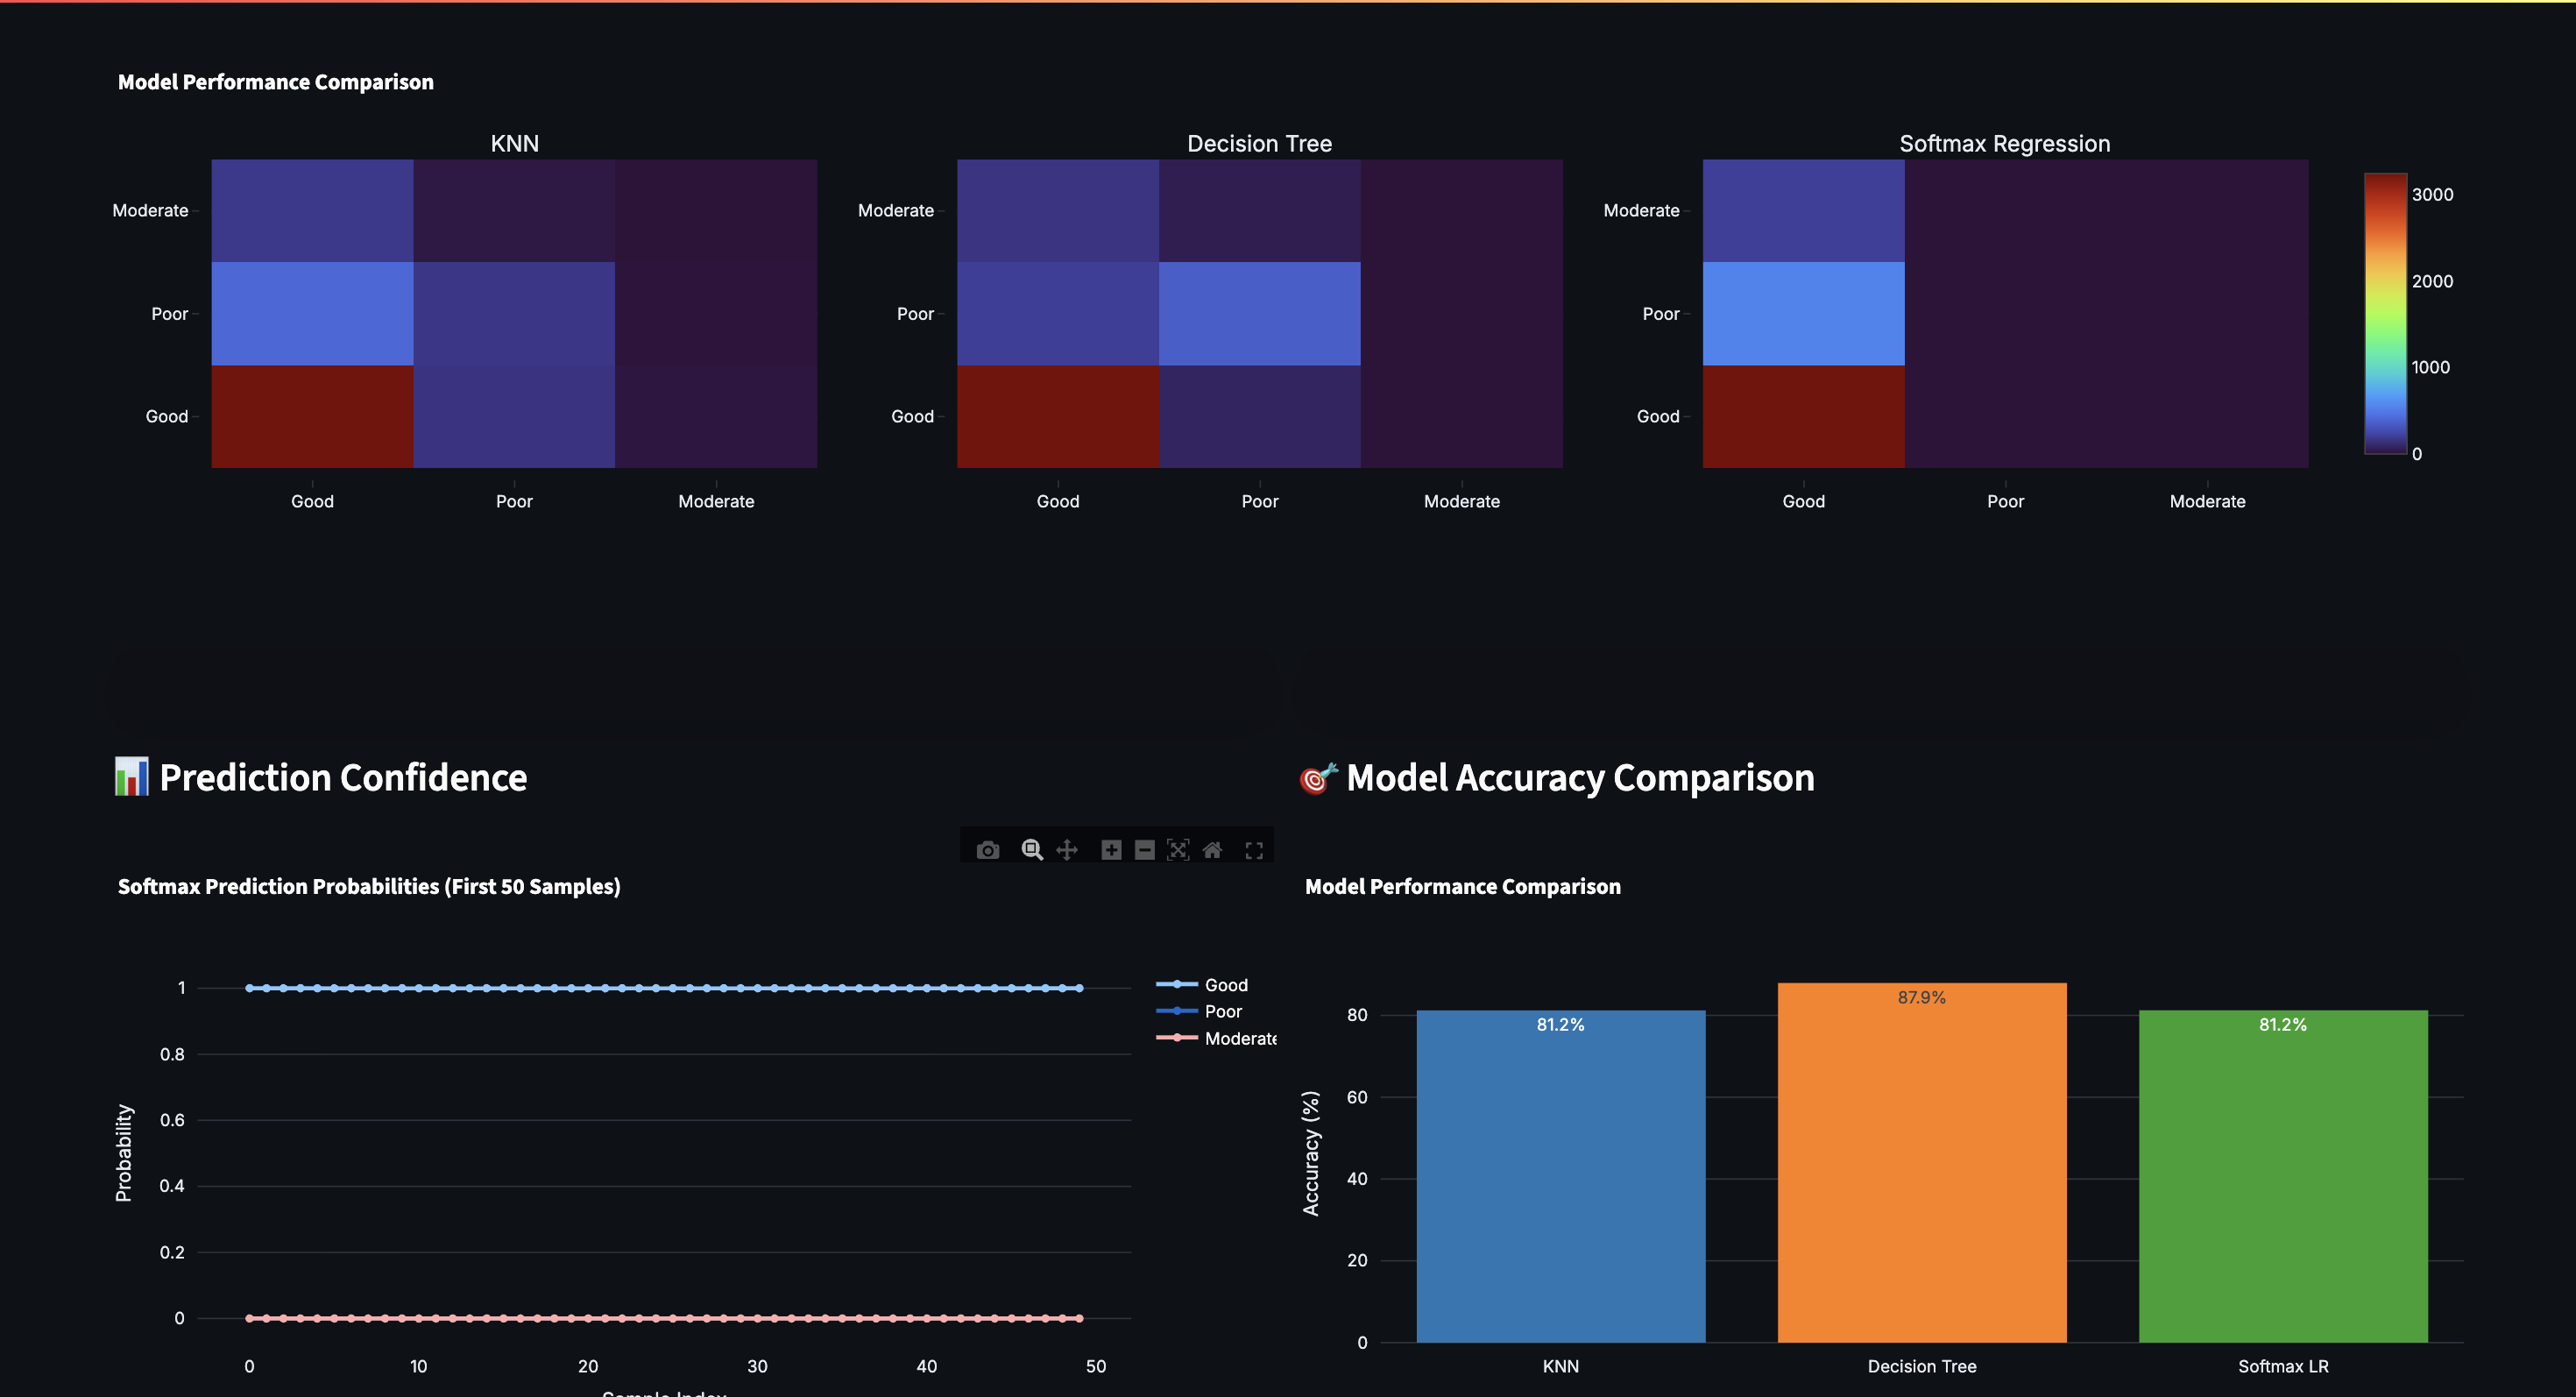 Model Performance Comparison
KNN
Decision Tree
Softmax Regression
Moderate
Poor
Good
Good Poor Moderate
Moderate
Poor
Good
Good Poor Moderate
Moderate
Poor
Good
Good Poor Moderate
3000
2000
1000
0
📊 Prediction Confidence
Softmax Prediction Probabilities (First 50 Samples)
Probability
1
0.8
0.6
0.4
0.2
0
0 10 20 30 40 50
Good
Poor
Moderate
🎯 Model Accuracy Comparison
Model Performance Comparison
Accuracy (%)
80
60
40
20
0
81.2%
87.9%
81.2%
KNN Decision Tree Softmax LR